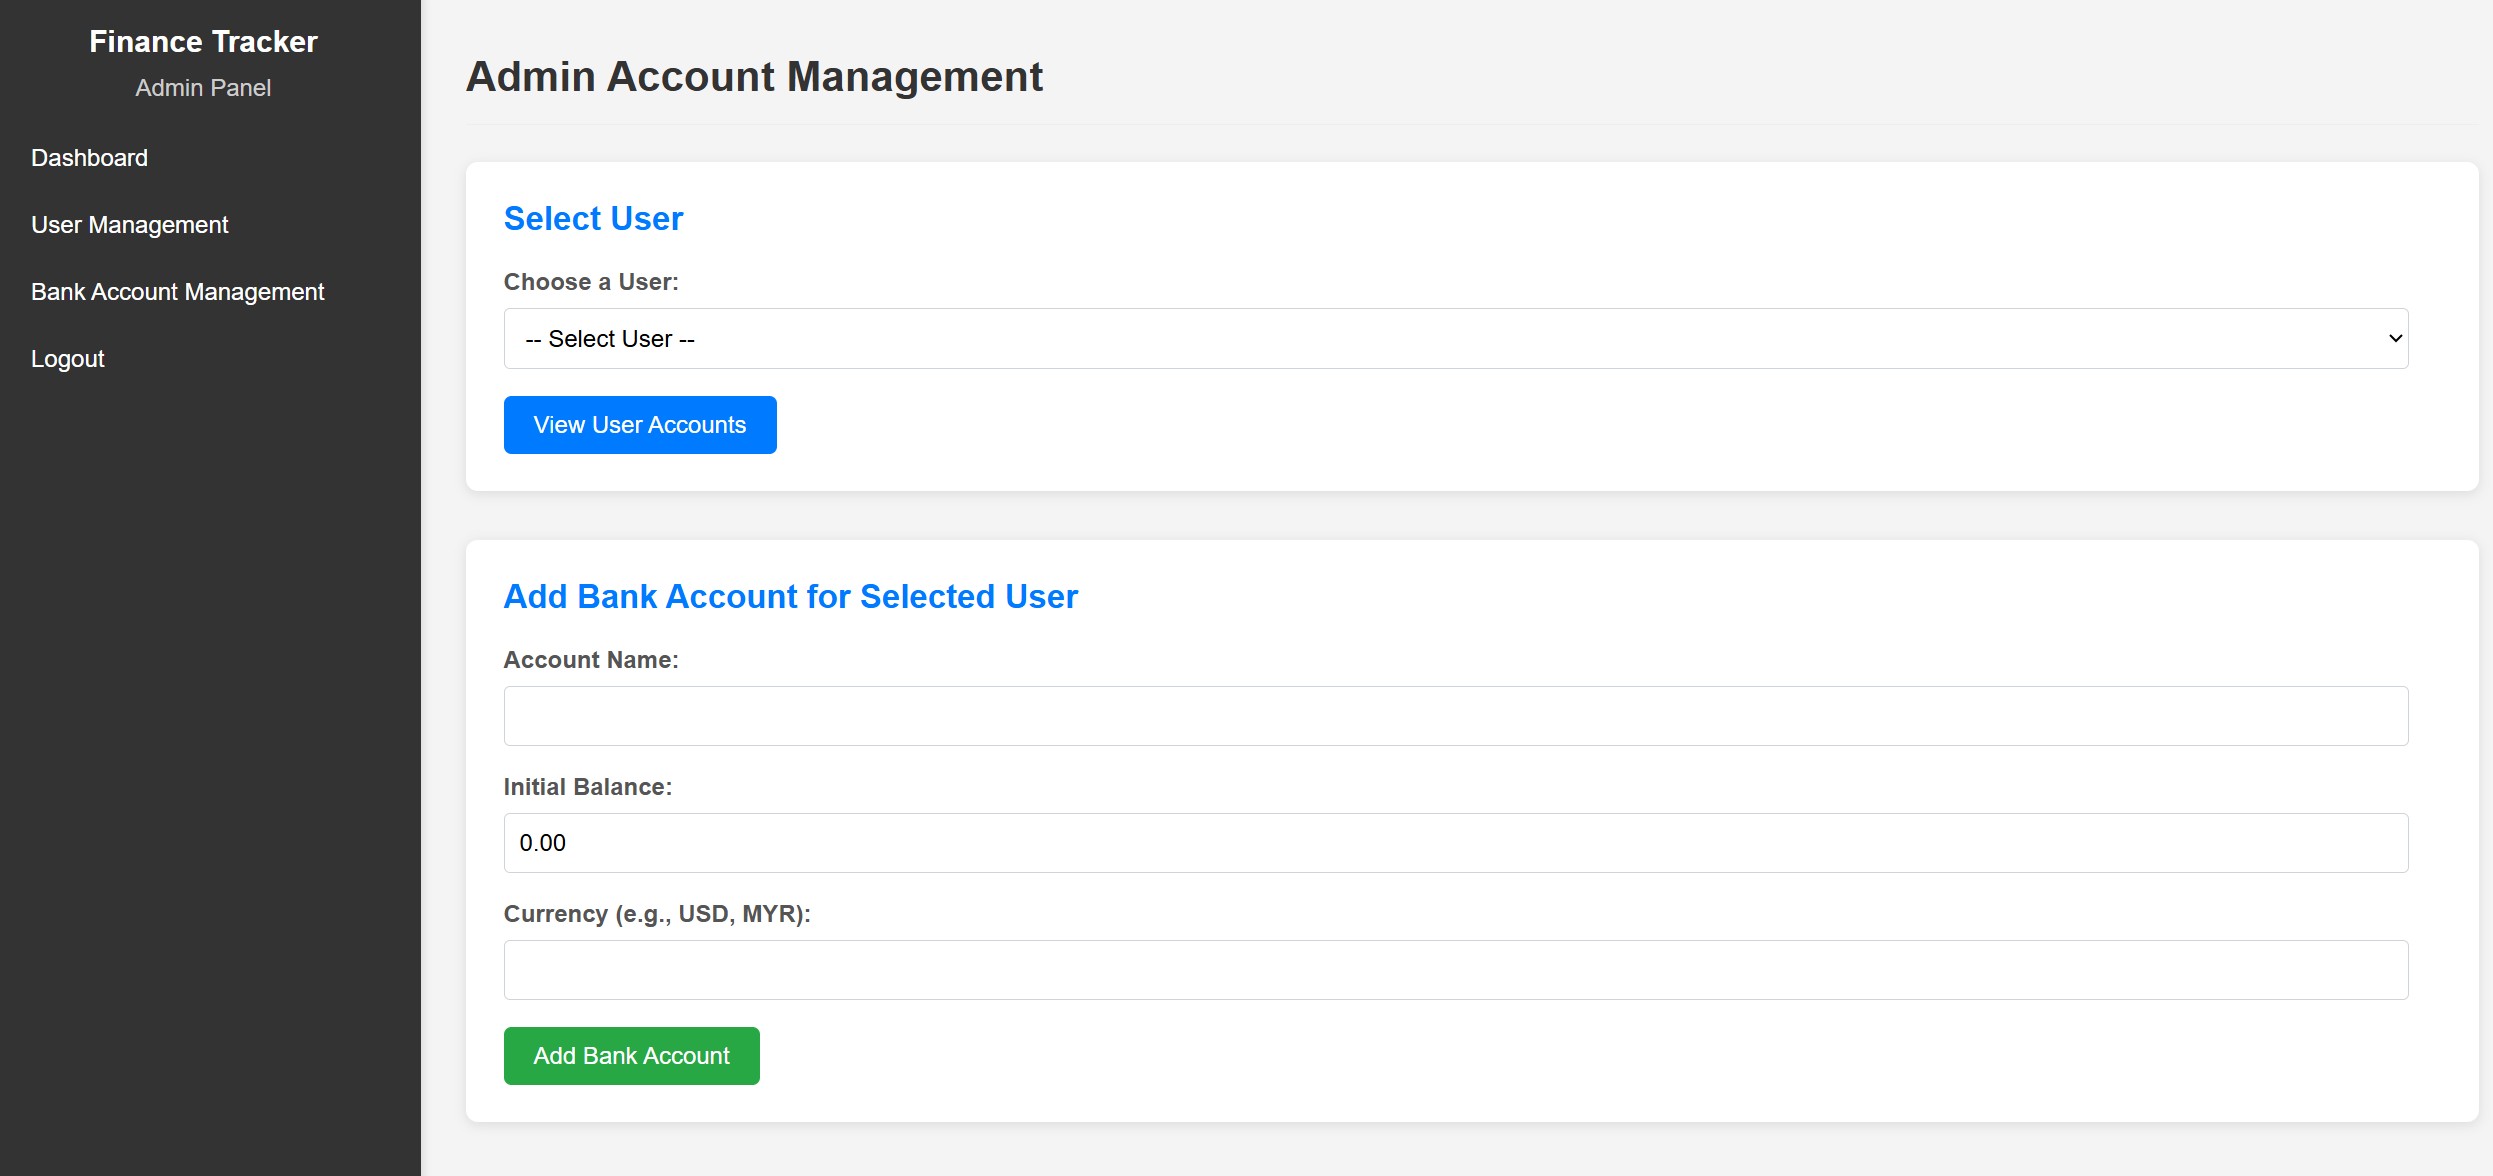 Finance Tracker
Admin Panel
Dashboard
User Management
Bank Account Management
Logout
Admin Account Management
Select User
Choose a User:
-- Select User --
View User Accounts
Add Bank Account for Selected User
Account Name:
Initial Balance:
0.00
Currency (e.g., USD, MYR):
Add Bank Account